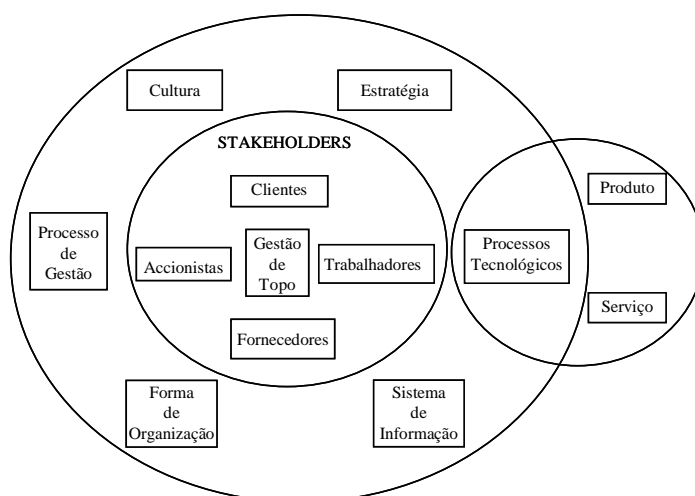 Cultura
Estratégia
STAKEHOLDERS
Clientes
Produto
Processo
de
Gestão
Accionistas
Gestão
de
Topo
Trabalhadores
Processos
Tecnológicos
Serviço
Fornecedores
Forma
de
Organização
Sistema
de
Informação